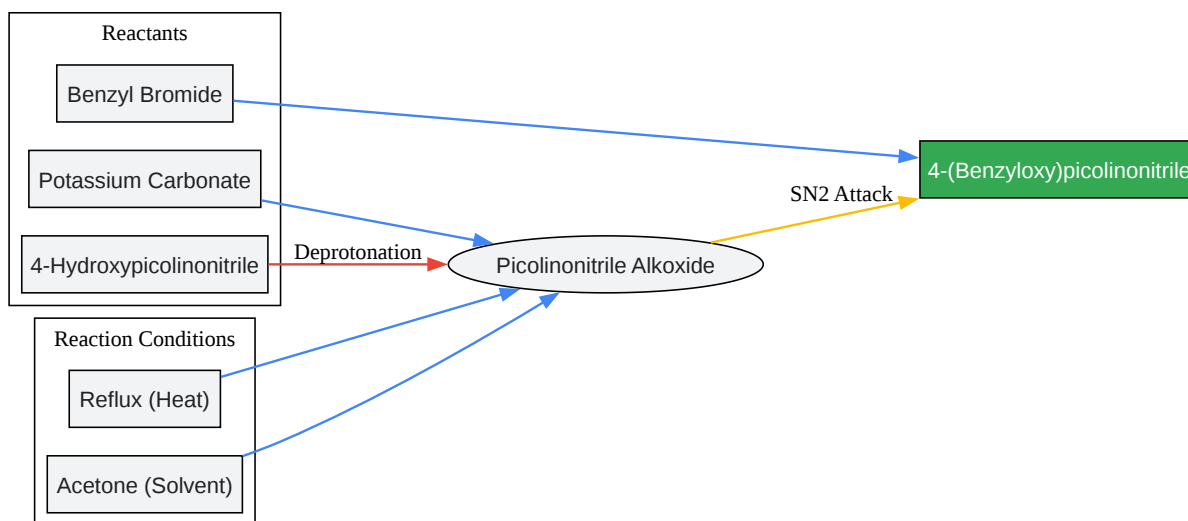 Reactants
Benzyl Bromide
Potassium Carbonate
4-Hydroxypicolinonitrile
Deprotonation
Picolinonitrile Alkoxide
SN2 Attack
4-(Benzyloxy)picolinonitrile
Reaction Conditions
Reflux (Heat)
Acetone (Solvent)